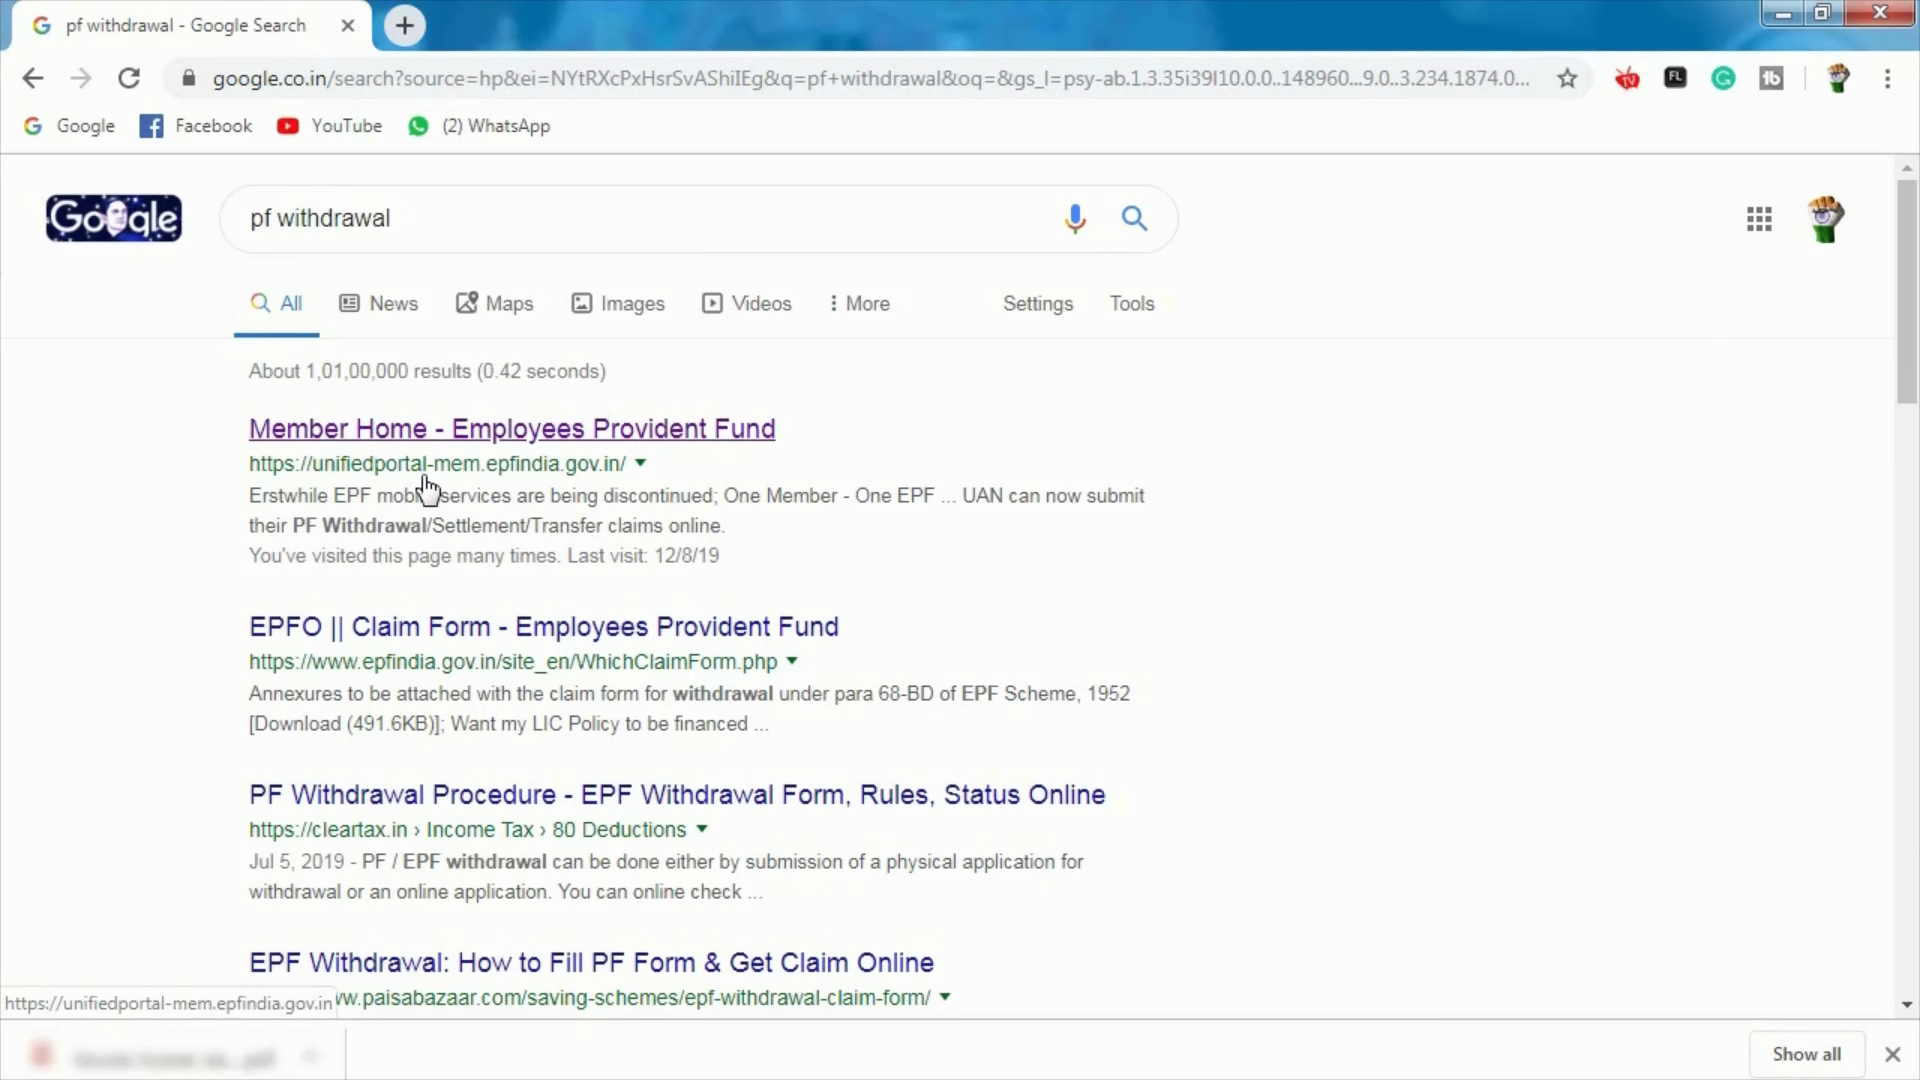 pf withdrawal - Google Search
google.co.in/search?source=hp&ei=NYtRXcPxHsrSvAShiIEg&q=pf+withdrawal&oq=&gs_l=psy-ab.1.3.35i39l10.0.0..148960...9.0..3.234.1874.0...
Google Facebook YouTube (2) WhatsApp
Google pf withdrawal
All News Maps Images Videos More Settings Tools
About 1,01,00,000 results (0.42 seconds)
Member Home - Employees Provident Fund
https://unifiedportal-mem.epfindia.gov.in/
Erstwhile EPF services are being discontinued; One Member - One EPF ... UAN can now submit
their PF Withdrawal/Settlement/Transfer claims online.
You've visited this page many times. Last visit: 12/8/19
EPFO || Claim Form - Employees Provident Fund
https://www.epfindia.gov.in/site_en/WhichClaimForm.php
Annexures to be attached with the claim form for withdrawal under para 68-BD of EPF Scheme, 1952
[Download (491.6KB)]; Want my LIC Policy to be financed ...
PF Withdrawal Procedure - EPF Withdrawal Form, Rules, Status Online
https://cleartax.in › Income Tax › 80 Deductions
Jul 5, 2019 - PF / EPF withdrawal can be done either by submission of a physical application for
withdrawal or an online application. You can online check ...
EPF Withdrawal: How to Fill PF Form & Get Claim Online
https://unifiedportal-mem.epfindia.gov.in w.paisabazaar.com/saving-schemes/epf-withdrawal-claim-form/
Show all